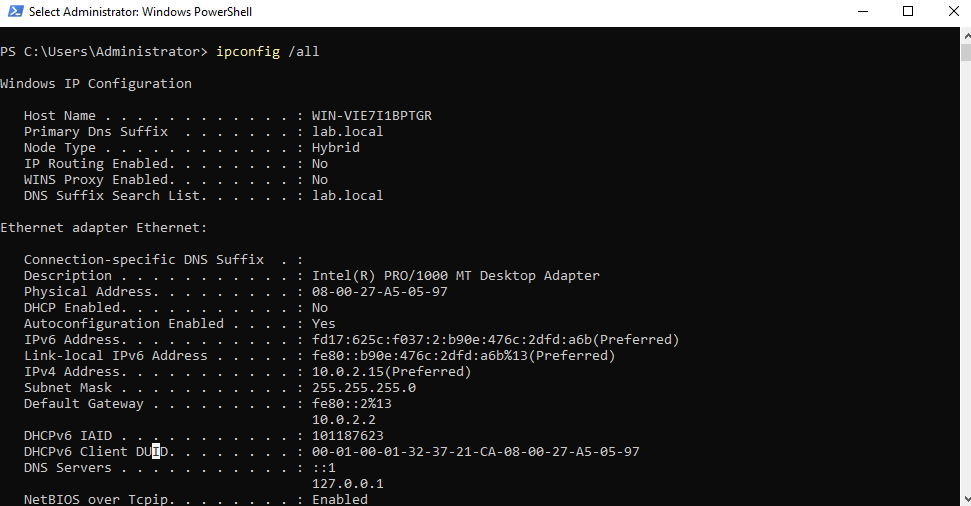 Select Administrator: Windows PowerShell
PS C:\Users\Administrator> ipconfig /all
Windows IP Configuration
Host Name . . . . . . . . . . . . : WIN-VIE7I1BPTGR
Primary Dns Suffix  . . . . . . . : lab.local
Node Type . . . . . . . . . . . . : Hybrid
IP Routing Enabled. . . . . . . . : No
WINS Proxy Enabled. . . . . . . . : No
DNS Suffix Search List. . . . . . : lab.local
Ethernet adapter Ethernet:
Connection-specific DNS Suffix  . :
Description . . . . . . . . . . . : Intel(R) PRO/1000 MT Desktop Adapter
Physical Address. . . . . . . . . : 08-00-27-A5-05-97
DHCP Enabled. . . . . . . . . . . : No
Autoconfiguration Enabled . . . . : Yes
IPv6 Address. . . . . . . . . . . : fd17:625c:f037:2:b90e:476c:2dfd:a6b(Preferred)
Link-local IPv6 Address . . . . . : fe80::b90e:476c:2dfd:a6b%13(Preferred)
IPv4 Address. . . . . . . . . . . : 10.0.2.15(Preferred)
Subnet Mask . . . . . . . . . . . : 255.255.255.0
Default Gateway . . . . . . . . . : fe80::2%13
10.0.2.2
DHCPv6 IAID . . . . . . . . . . . : 101187623
DHCPv6 Client DUID. . . . . . . . : 00-01-00-01-32-37-21-CA-08-00-27-A5-05-97
DNS Servers . . . . . . . . . . . : ::1
127.0.0.1
NetBIOS over Tcpip. . . . . . . . : Enabled